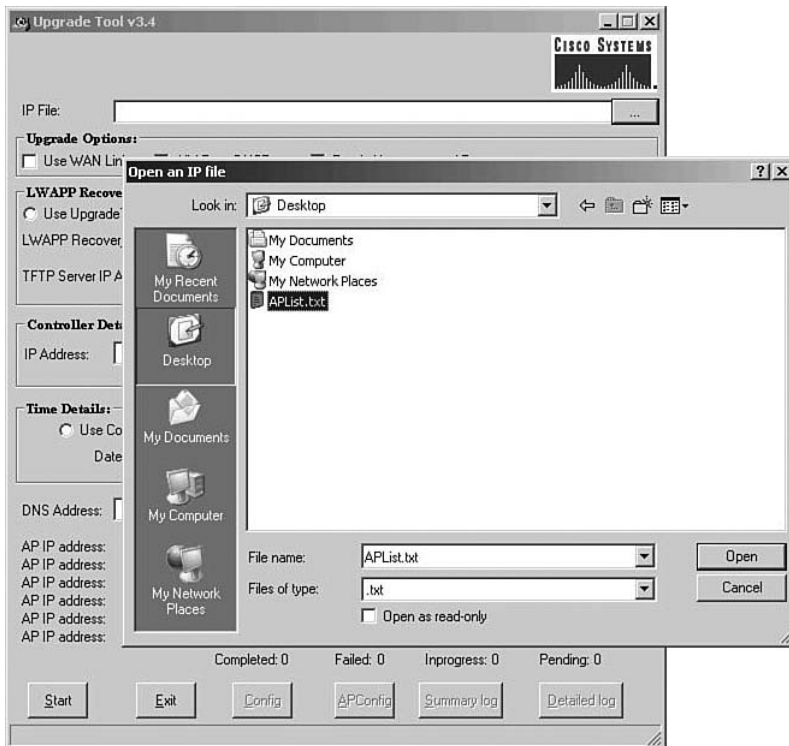 Upgrade Tool v3.4
CISCO SYSTEMS
IP File:
...
Upgrade Options:
Use WAN Lin
Open an IP file
LWAPP Recove
Use Upgrade
LWAPP Recover
TFTP Server IP A
Controller Deta
IP Address:
Time Details:
Use Co
Date
DNS Address:
AP IP address:
AP IP address:
AP IP address:
AP IP address:
AP IP address:
AP IP address:
Look in:
Desktop
My Recent
Documents
Desktop
My Documents
My Computer
My Network
Places
My Documents
My Computer
My Network Places
APList.txt
File name:
APList.txt
Open
Files of type:
.txt
Cancel
Open as read-only
Completed: 0
Failed: 0
Inprogress: 0
Pending: 0
Start
Exit
Config
APConfig
Summary log
Detailed log